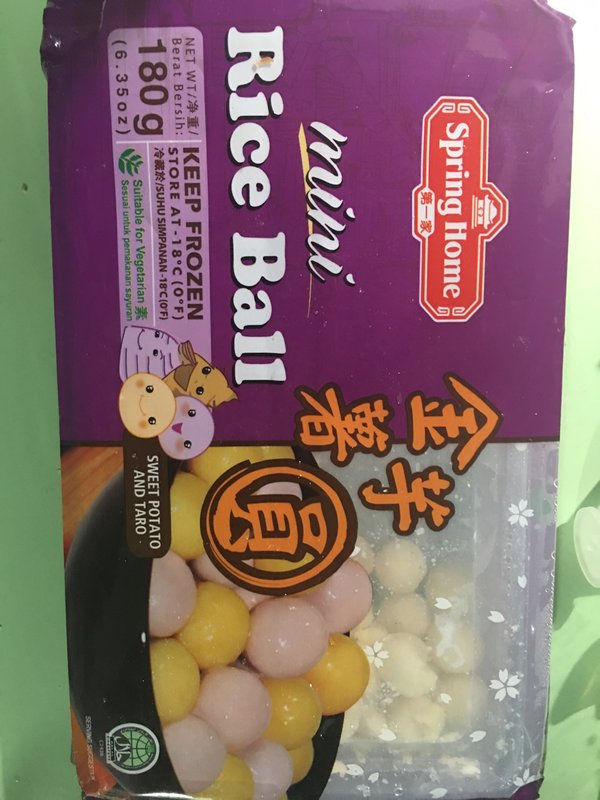 Spring Home
第一家
mini
Rice Ball
NET WT/净重/
Berat Bersih:
180g
(6.35oz)
KEEP FROZEN
STORE AT -18°C(0°F)
冷藏於/SUHU SIMPANAN-18°C(0°F)
Suitable for Vegetarian 素
Sesuai untuk pemakanan sayuran
金芋
薯圓
SWEET POTATO
AND TARO
SERVING SUGGESTION